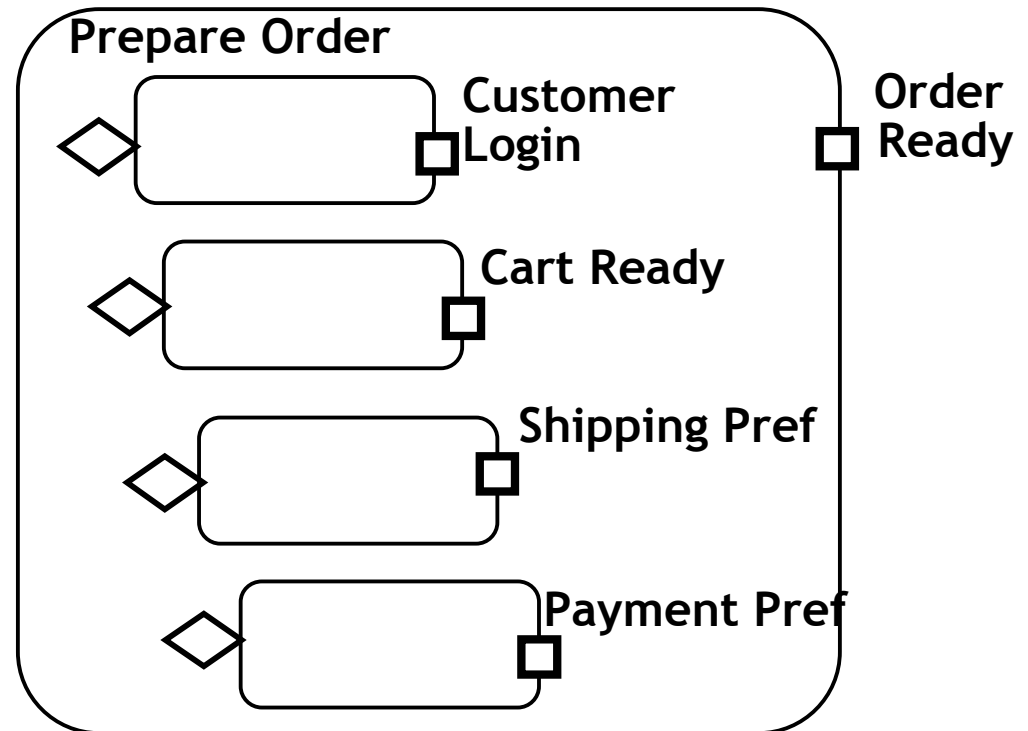 Prepare Order
Customer
Login
Order
Ready
Cart Ready
Shipping Pref
Payment Pref